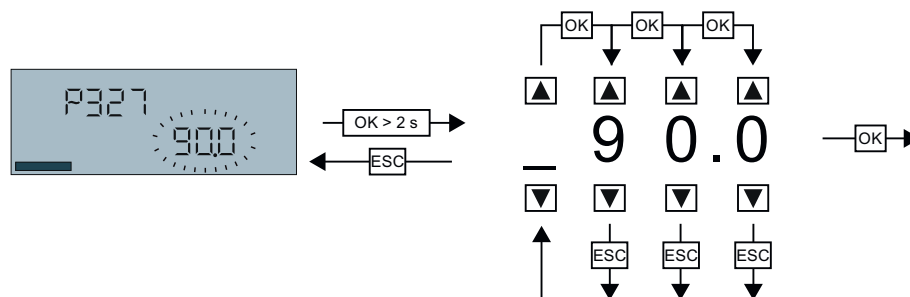 OK OK OK
P327
90.0
OK > 2 s
ESC
_ 9 0 . 0
OK
ESC ESC ESC